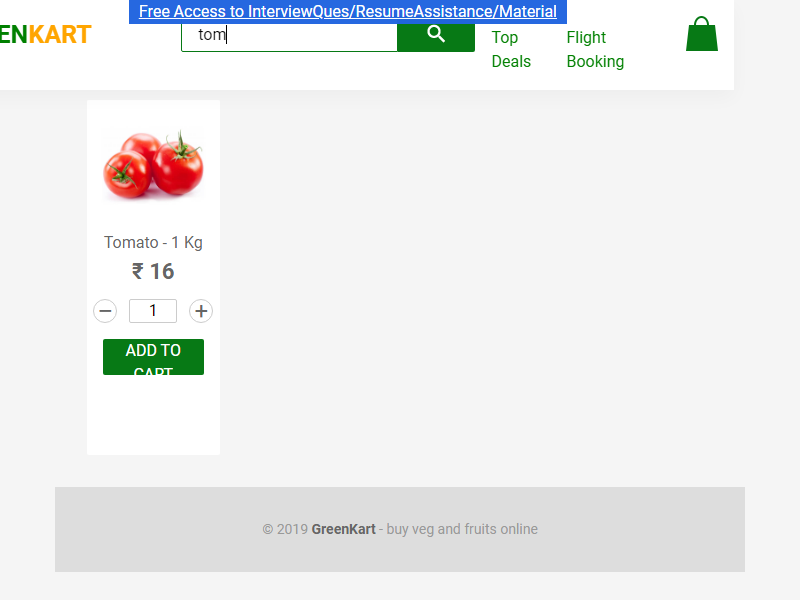 Free Access to InterviewQues/ResumeAssistance/Material
ENKART
tom
Top Deals
Flight Booking
Tomato - 1 Kg
₹ 16
1
ADD TO
CART
© 2019 GreenKart - buy veg and fruits online